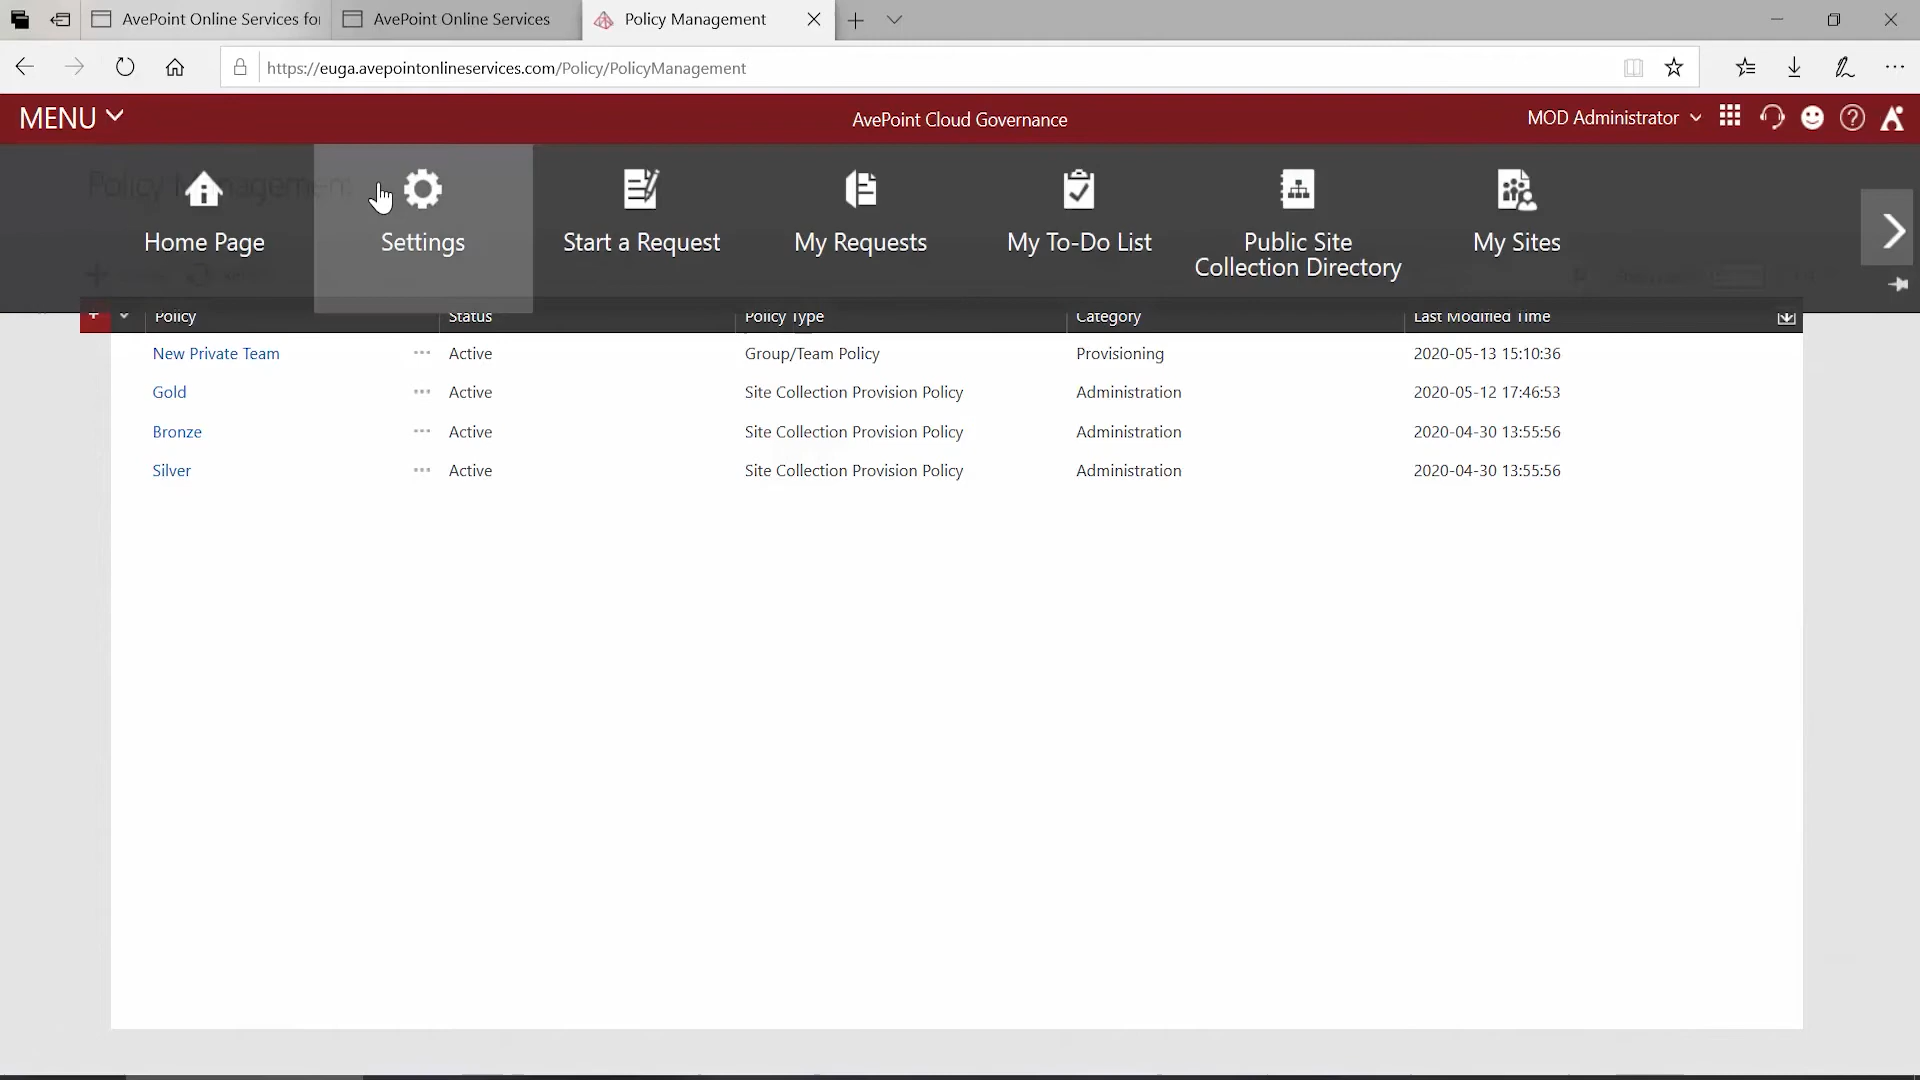 AvePoint Online Services fo
AvePoint Online Services
Policy Management
https://euga.avepointonlineservices.com/Policy/PolicyManagement
MENU
AvePoint Cloud Governance
MOD Administrator
Policy Management
Home Page
Settings
Start a Request
My Requests
My To-Do List
Public Site
Collection Directory
My Sites
Policy
Status
Policy Type
Category
Last Modified Time
New Private Team
Active
Group/Team Policy
Provisioning
2020-05-13 15:10:36
Gold
Active
Site Collection Provision Policy
Administration
2020-05-12 17:46:53
Bronze
Active
Site Collection Provision Policy
Administration
2020-04-30 13:55:56
Silver
Active
Site Collection Provision Policy
Administration
2020-04-30 13:55:56